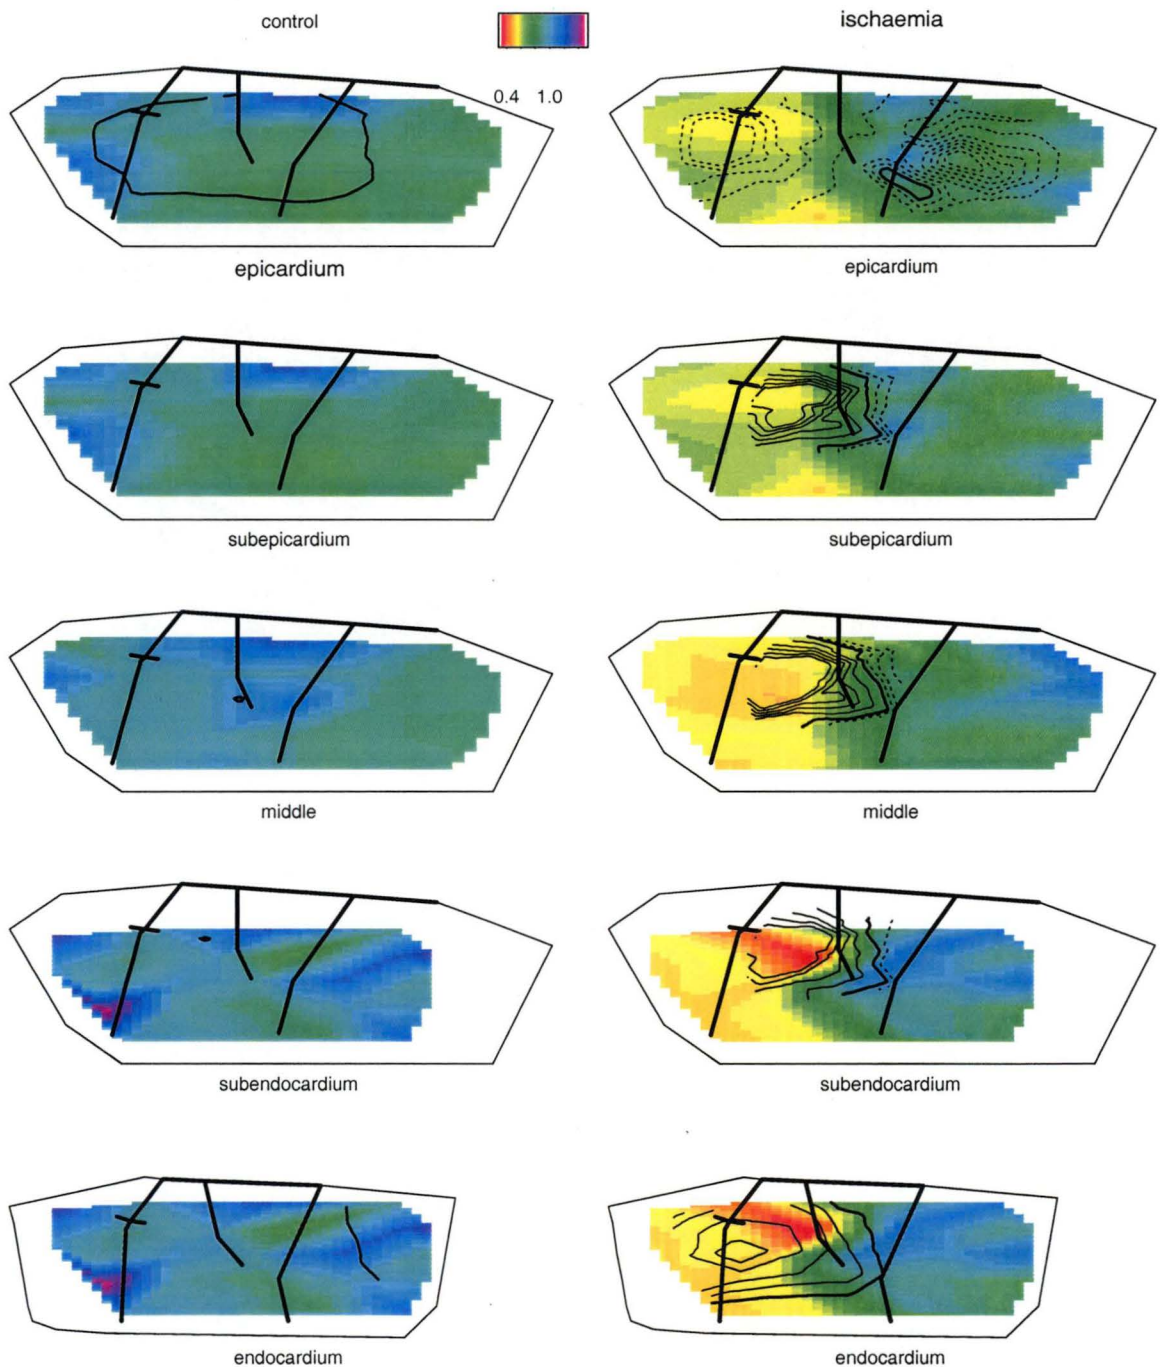 control
ischaemia
0.4 1.0
epicardium
epicardium
subepicardium
subepicardium
middle
middle
subendocardium
subendocardium
endocardium
endocardium